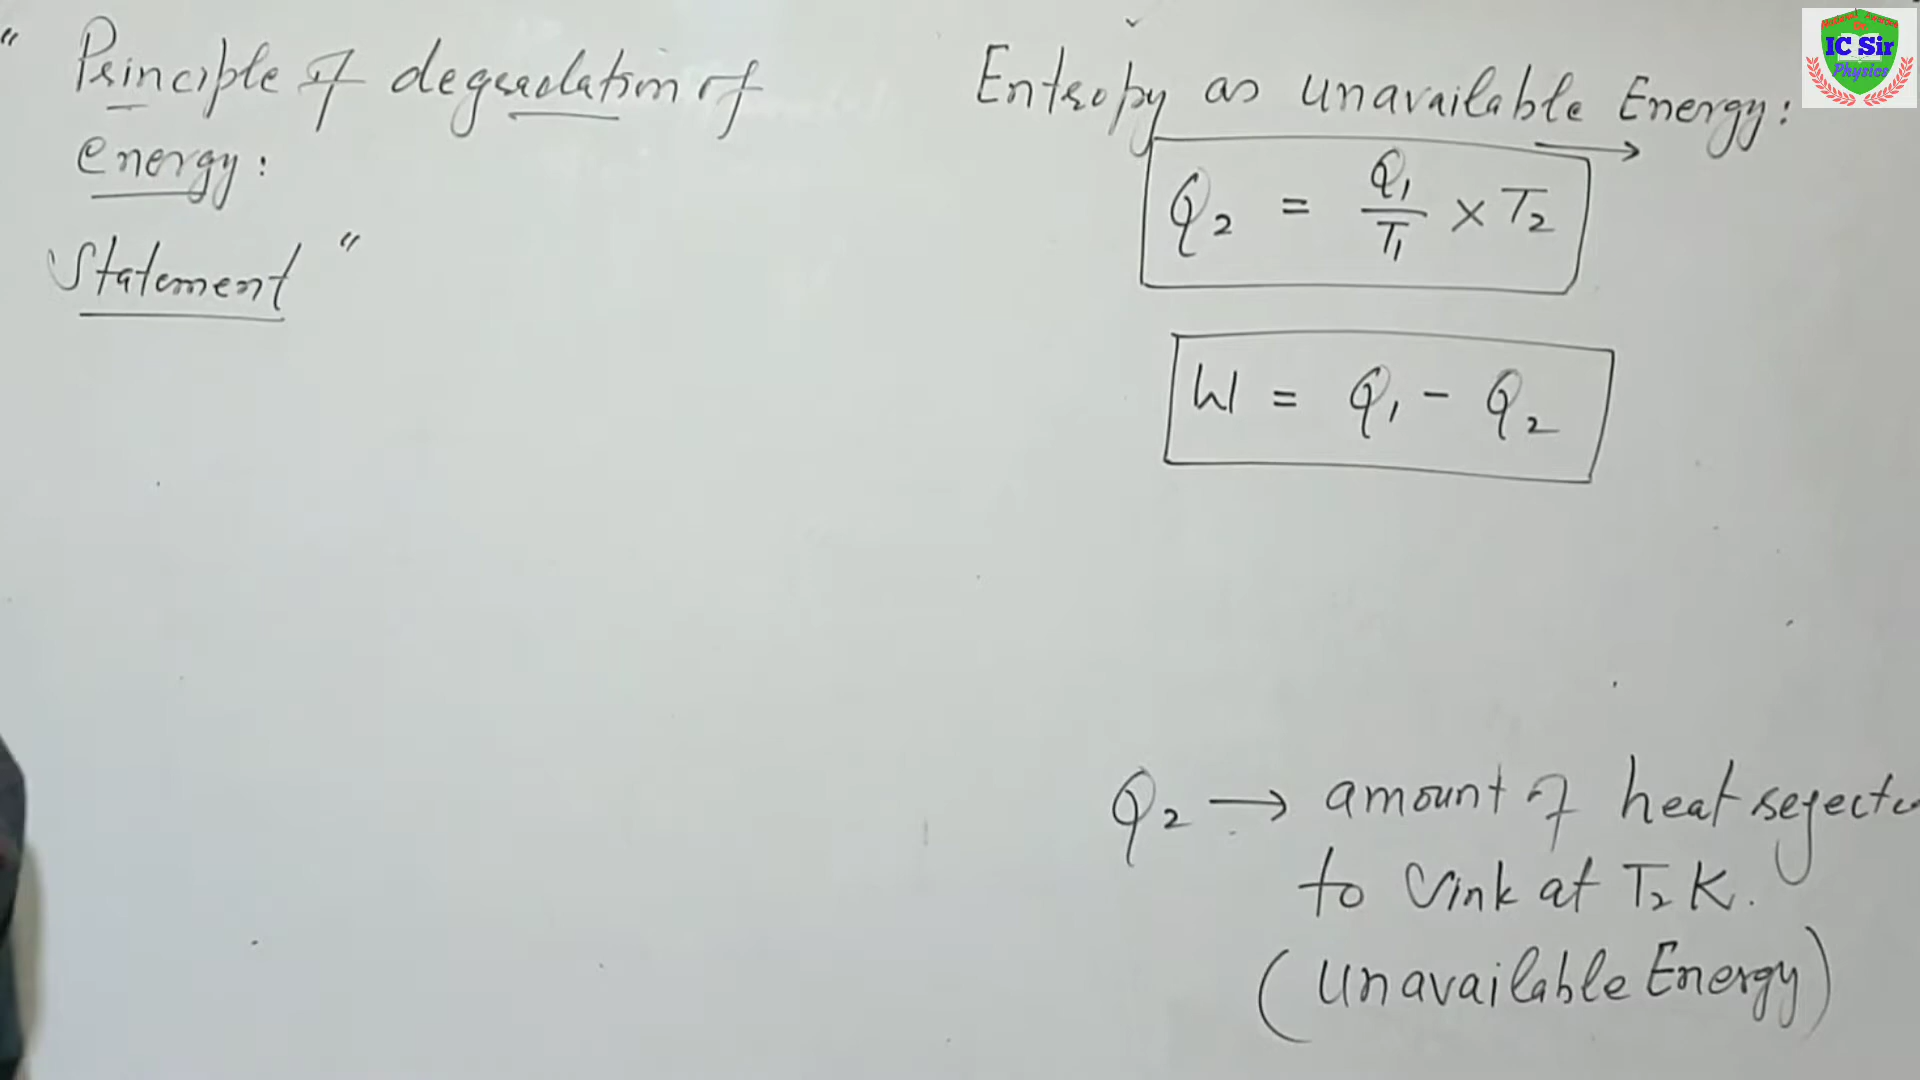 " Principle of degradation of
energy:
Statement "
Entropy as unavailable Energy:
Q2 = Q1/T1 × T2
W = Q1 - Q2
Q2 → amount of heat rejecte
to sink at T2 K.
(unavailable Energy)
IC Sir
Physics